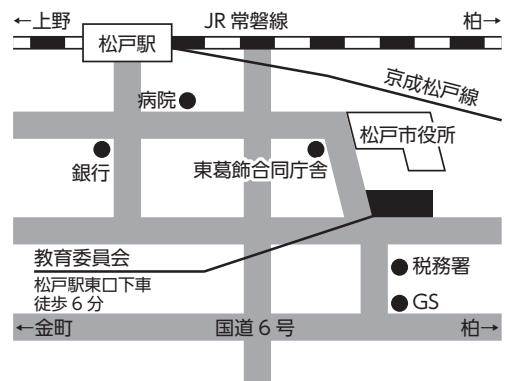 ←上野
JR 常磐線
柏→
松戸駅
京成松戸線
病院
松戸市役所
銀行
東葛飾合同庁舎
教育委員会
松戸駅東口下車
徒歩 6 分
税務署
GS
←金町
国道 6 号
柏→